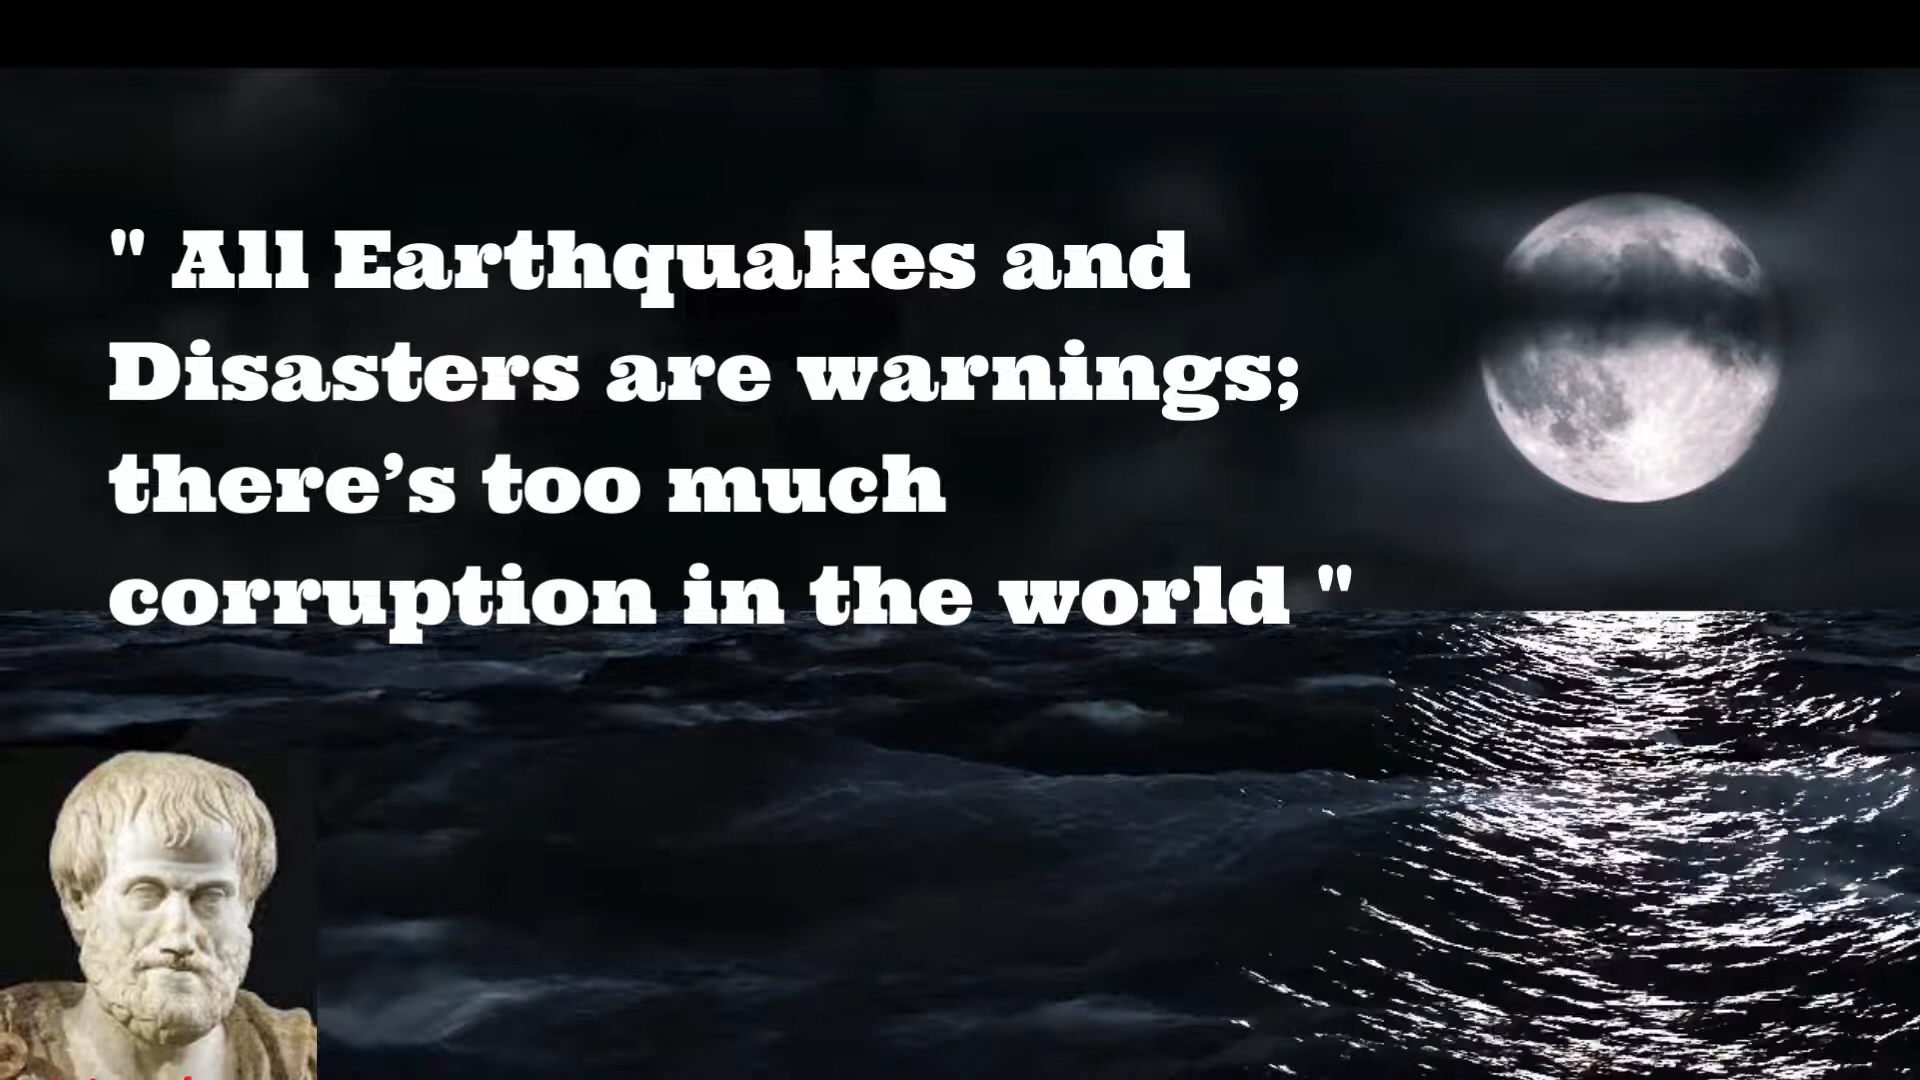 " All Earthquakes and
Disasters are warnings;
there’s too much
corruption in the world "